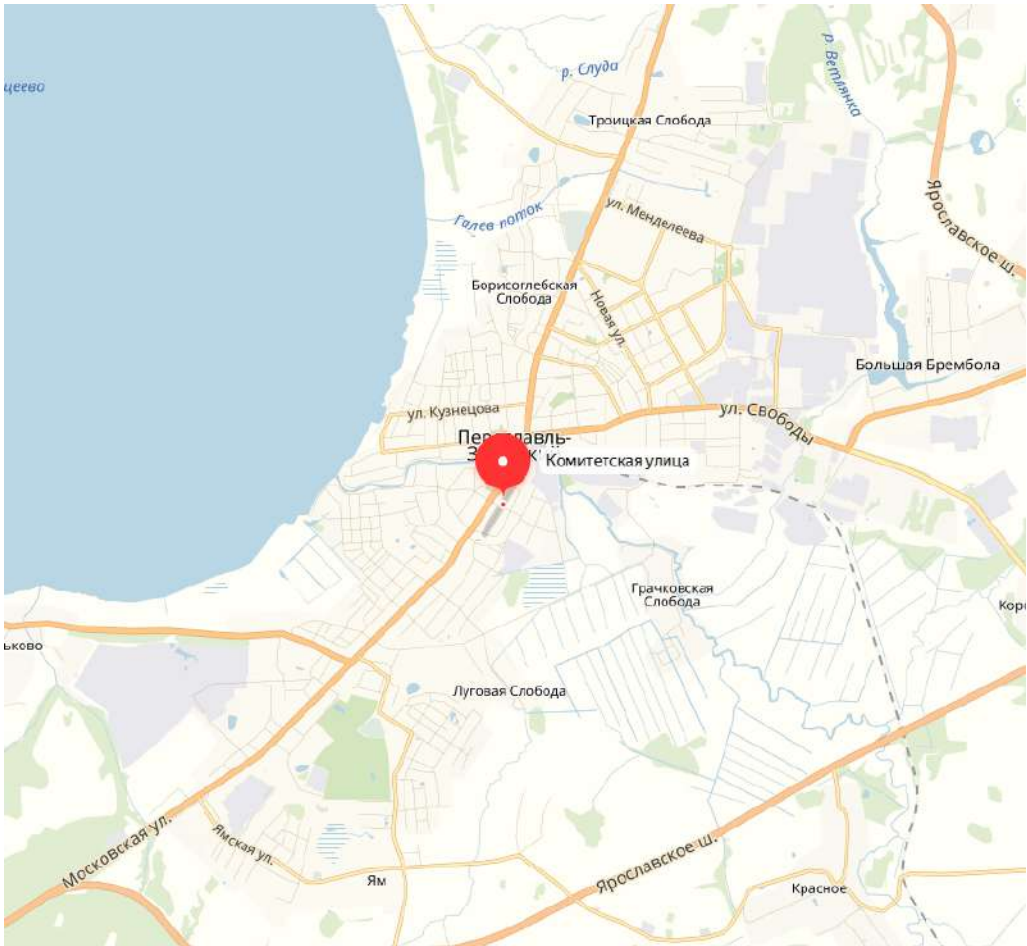 р. Слуда
р. Ветлянка
цеево
Троицкая Слобода
Ярославское ш.
ул. Менделеева
Галев поток
Борисоглебская
Слобода
Новая ул.
Большая Брембола
ул. Кузнецова
ул. Свободы
Комитетская улица
Грачковская
Слобода
Кор
ьково
Луговая Слобода
Московская ул.
Ямская ул.
Ям
Ярославское ш.
Красное